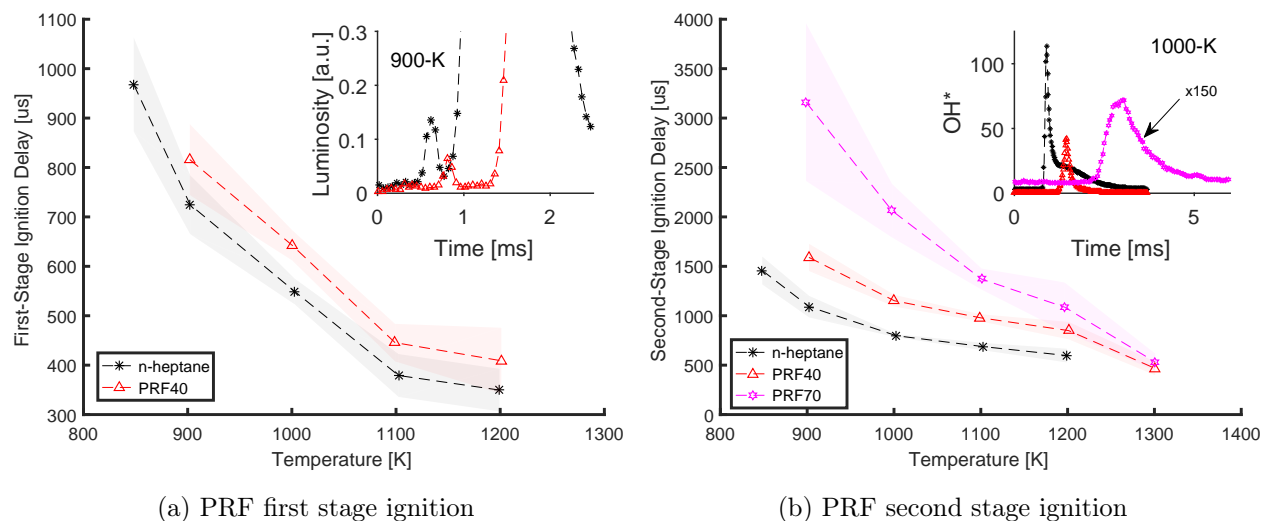 1100
1000
900
800
700
600
500
400
300
First-Stage Ignition Delay [us]
800
900
1000
1100
1200
1300
Temperature [K]
n-heptane
PRF40
0.3
0.2
0.1
0
Luminosity [a.u.]
900-K
0
1
2
Time [ms]
(a) PRF first stage ignition
4000
3500
3000
2500
2000
1500
1000
500
0
Second-Stage Ignition Delay [us]
800
900
1000
1100
1200
1300
1400
Temperature [K]
n-heptane
PRF40
PRF70
100
50
0
OH*
1000-K
x150
0
5
Time [ms]
(b) PRF second stage ignition